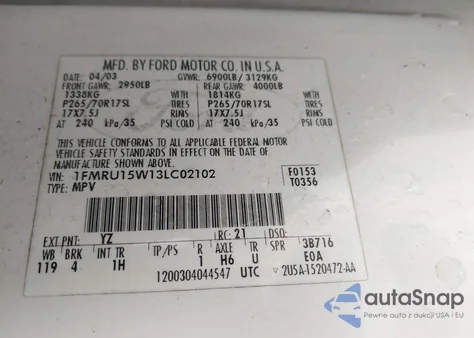 MFD. BY FORD MOTOR CO. IN U.S.A.
DATE: 04/03 GVWR: 6900LB/ 3129KG
FRONT GAWR: 2950LB REAR GAWR: 4000LB
1338KG WITH 1814KG WITH
P265/70R17SL TIRES P265/70R17SL TIRES
17X7.5J RIMS 17X7.5J RIMS
AT 240 kPa/35 PSI COLD AT 240 kPa/35 PSI COLD
THIS VEHICLE CONFORMS TO ALL APPLICABLE FEDERAL MOTOR
VEHICLE SAFETY STANDARDS IN EFFECT ON THE DATE OF
MANUFACTURE SHOWN ABOVE.
VIN: 1FMRU15W13LC02102 F0153
TYPE: MPV T0356
EXT PNT: YZ RC: 21 DSO:
WB BRK INT TR TP/PS R AXLE TR SPR 3B716
119 4 1H 1 H6 U E0A
1200304044547 UTC 2U5A-1520472-AA
autoSnap
Pewne auta z aukcji USA i EU